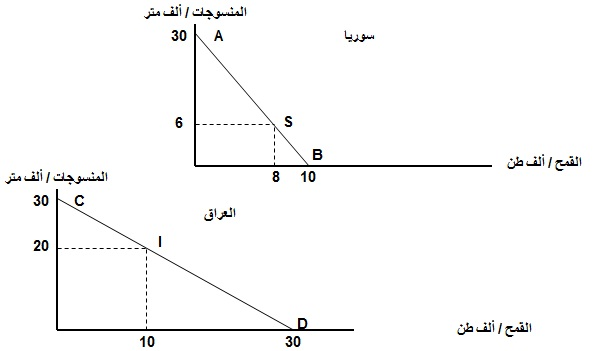 المنسوجات / ألف متر
سوريا
30
A
6
S
B
8
10
القمح / ألف طن
المنسوجات / ألف متر
العراق
30
C
20
I
D
10
30
القمح / ألف طن